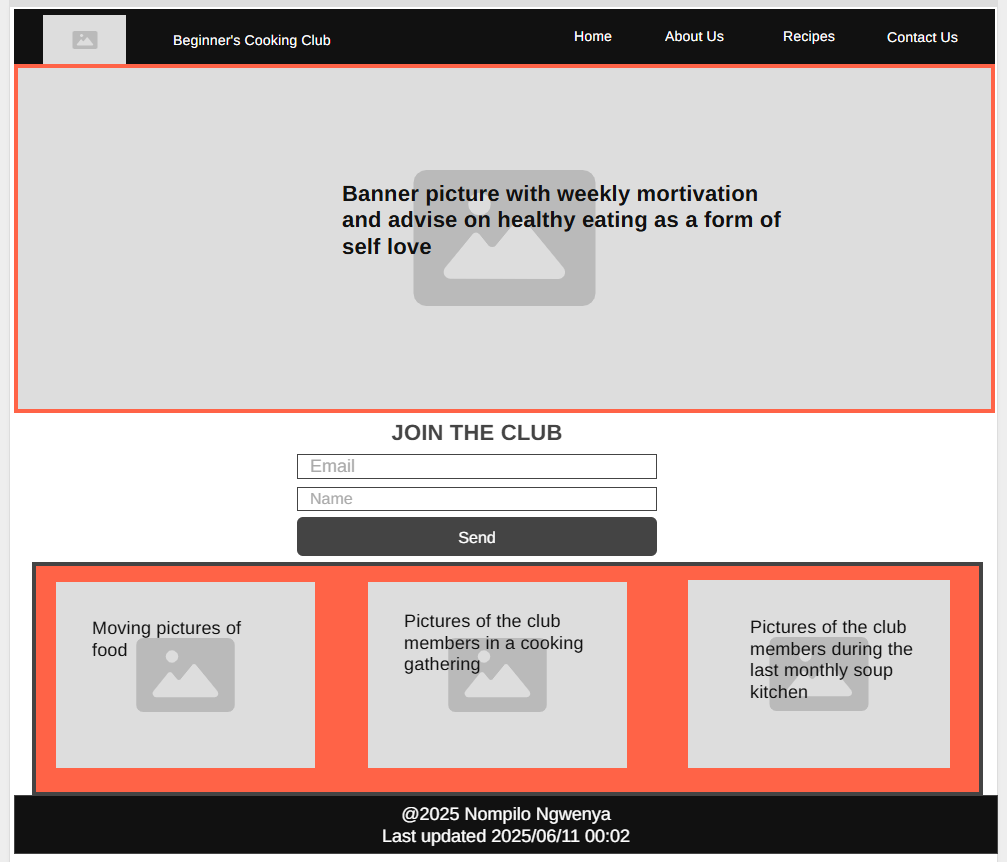 Beginner's Cooking Club
Home
About Us
Recipes
Contact Us
Banner picture with weekly mortivation
and advise on healthy eating as a form of
self love
JOIN THE CLUB
Email
Name
Send
Moving pictures of
food
Pictures of the club
members in a cooking
gathering
Pictures of the club
members during the
last monthly soup
kitchen
@2025 Nompilo Ngwenya
Last updated 2025/06/11 00:02